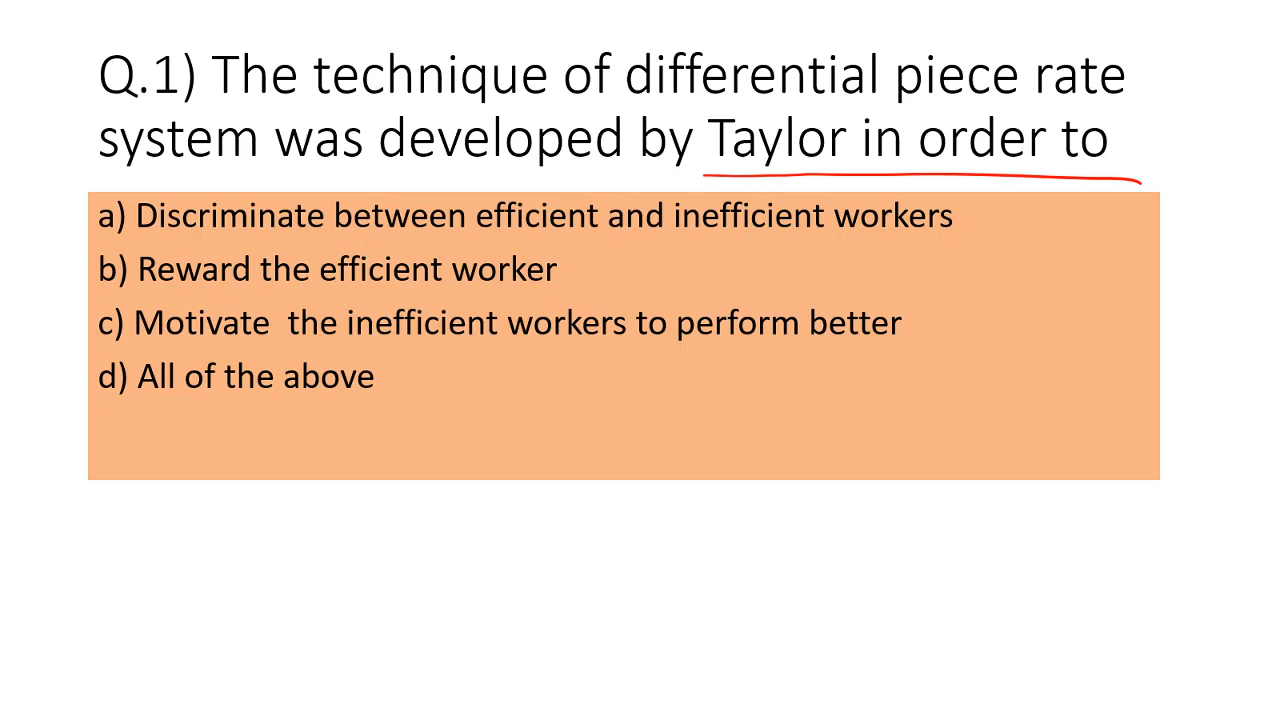 Q.1) The technique of differential piece rate
system was developed by Taylor in order to
a) Discriminate between efficient and inefficient workers
b) Reward the efficient worker
c) Motivate  the inefficient workers to perform better
d) All of the above